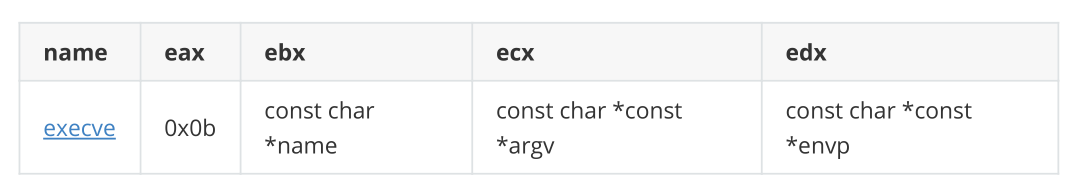 name eax ebx ecx edx
execve 0x0b const char *name const char *const *argv const char *const *envp